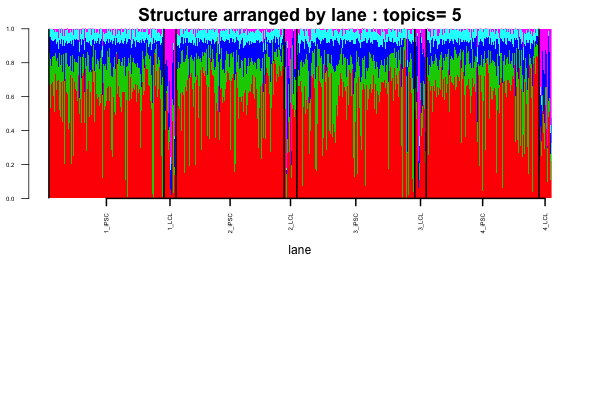 Structure arranged by lane : topics= 5
1.0
0.8
0.6
0.4
0.2
0.0
1_iPSC
1_LCL
2_iPSC
2_LCL
3_iPSC
3_LCL
4_iPSC
4_LCL
lane